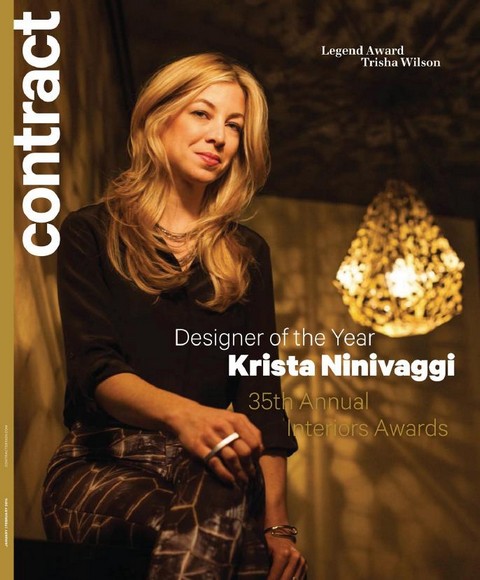 contract
Legend Award
Trisha Wilson
Designer of the Year
Krista Ninivaggi
35th Annual
Interiors Awards